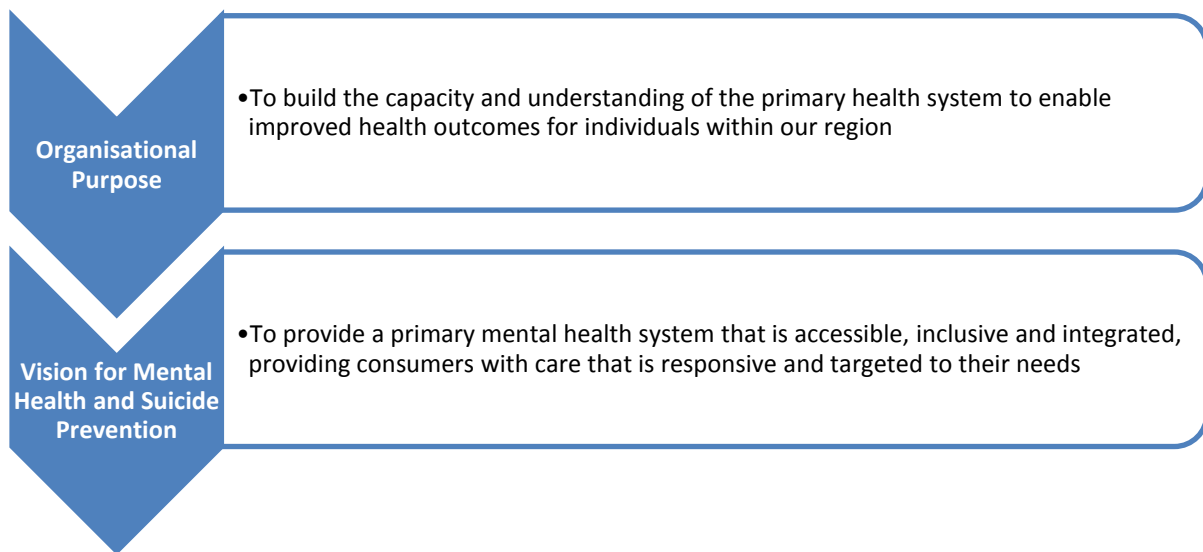 Organisational
Purpose
•To build the capacity and understanding of the primary health system to enable
improved health outcomes for individuals within our region
Vision for Mental
Health and Suicide
Prevention
•To provide a primary mental health system that is accessible, inclusive and integrated,
providing consumers with care that is responsive and targeted to their needs